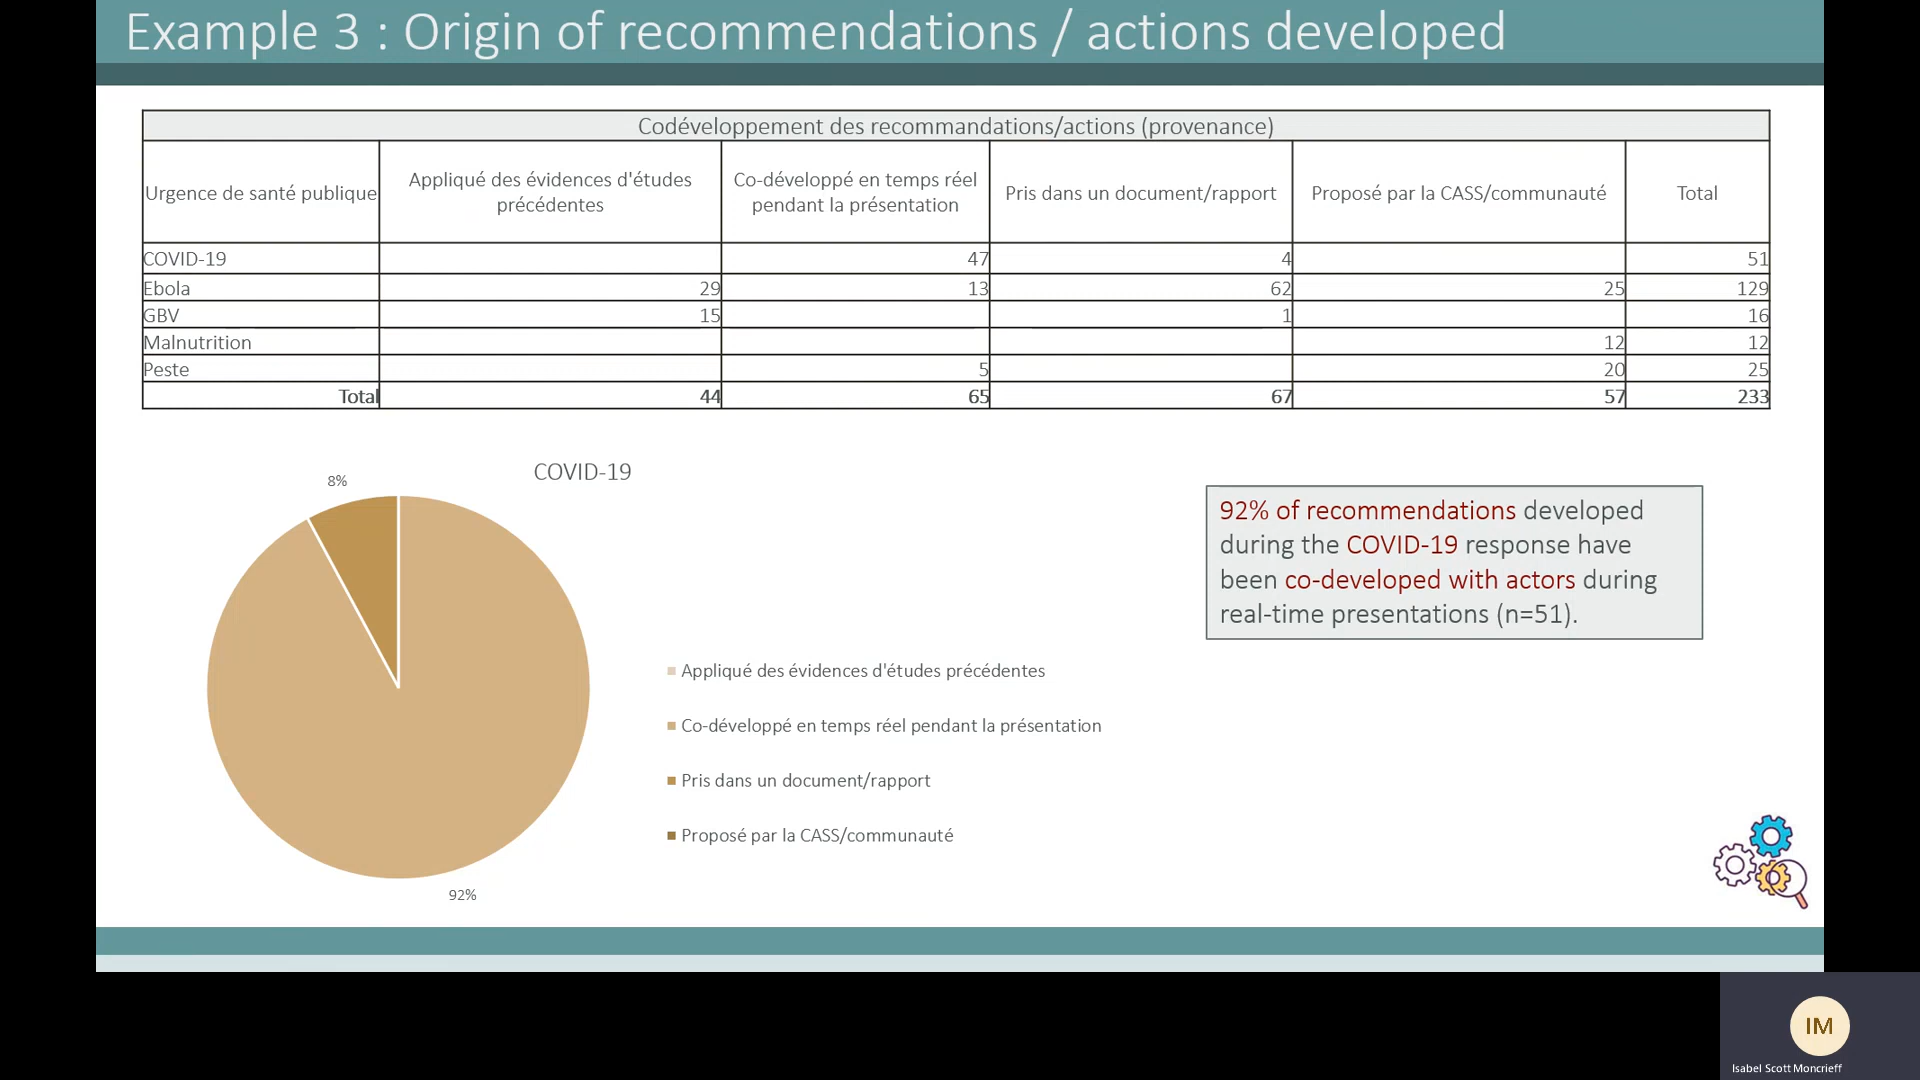 Example 3 : Origin of recommendations / actions developed
Codéveloppement des recommandations/actions (provenance)
Urgence de santé publique
Appliqué des évidences d'études
précédentes
Co-développé en temps réel
pendant la présentation
Pris dans un document/rapport
Proposé par la CASS/communauté
Total
COVID-19 47 4 51
Ebola 29 13 62 25 129
GBV 15 1 16
Malnutrition 12 12
Peste 5 20 25
Total 44 65 67 57 233
COVID-19
8%
92%
Appliqué des évidences d'études précédentes
Co-développé en temps réel pendant la présentation
Pris dans un document/rapport
Proposé par la CASS/communauté
92% of recommendations developed
during the COVID-19 response have
been co-developed with actors during
real-time presentations (n=51).
IM
Isabel Scott Moncrieff